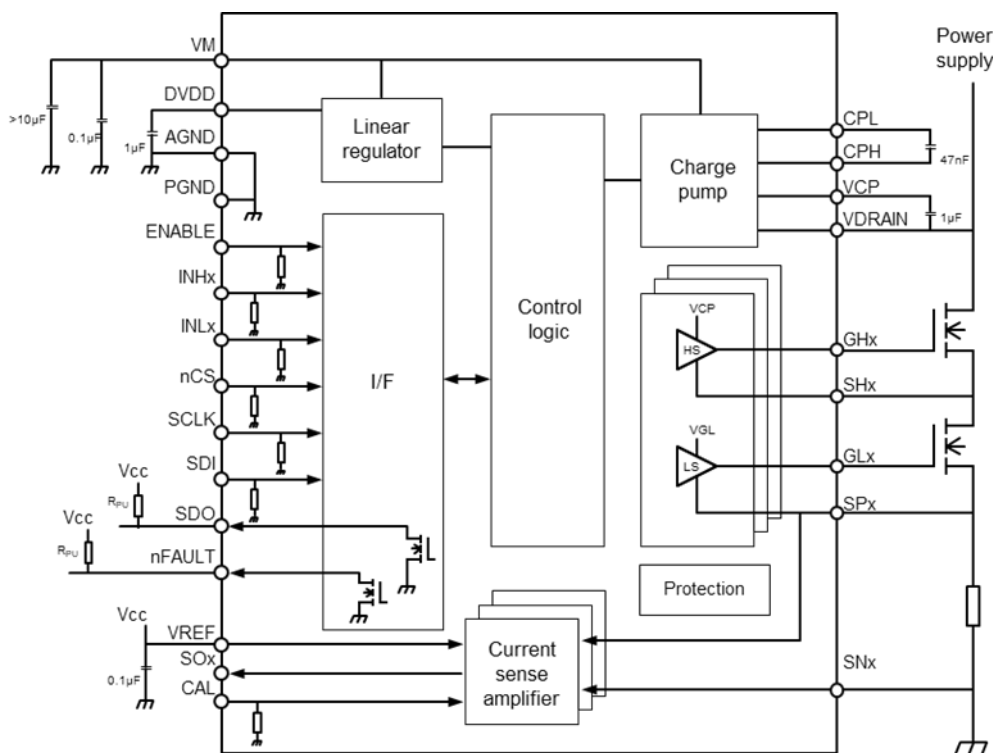 VM
Power
supply
DVDD
>10µF
0.1µF
1µF
AGND
PGND
Linear
regulator
Control
logic
Charge
pump
CPL
CPH
47nF
VCP
1µF
VDRAIN
ENABLE
INHx
INLx
nCS
SCLK
SDI
I/F
VCP
HS
GHx
SHx
VGL
LS
GLx
SPx
Vcc
RPU
SDO
Vcc
RPU
nFAULT
Protection
Vcc
VREF
SOx
0.1µF
CAL
Current
sense
amplifier
SNx